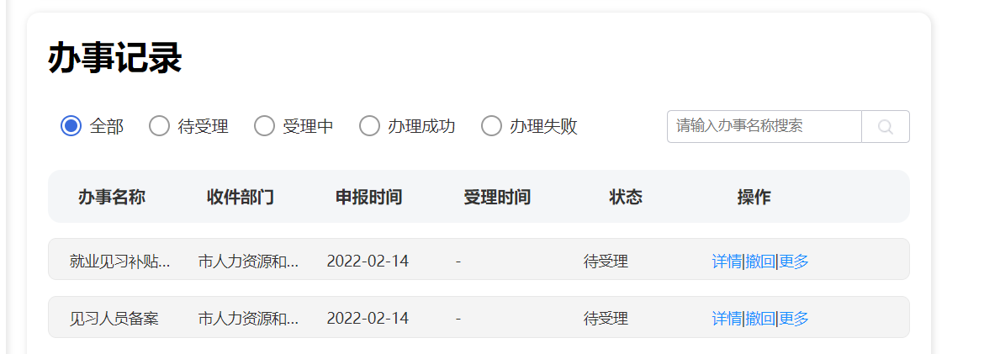 办事记录
全部 待受理 受理中 办理成功 办理失败 请输入办事名称搜索
办事名称 收件部门 申报时间 受理时间 状态 操作
就业见习补贴... 市人力资源和... 2022-02-14 - 待受理 详情|撤回|更多
见习人员备案 市人力资源和... 2022-02-14 - 待受理 详情|撤回|更多